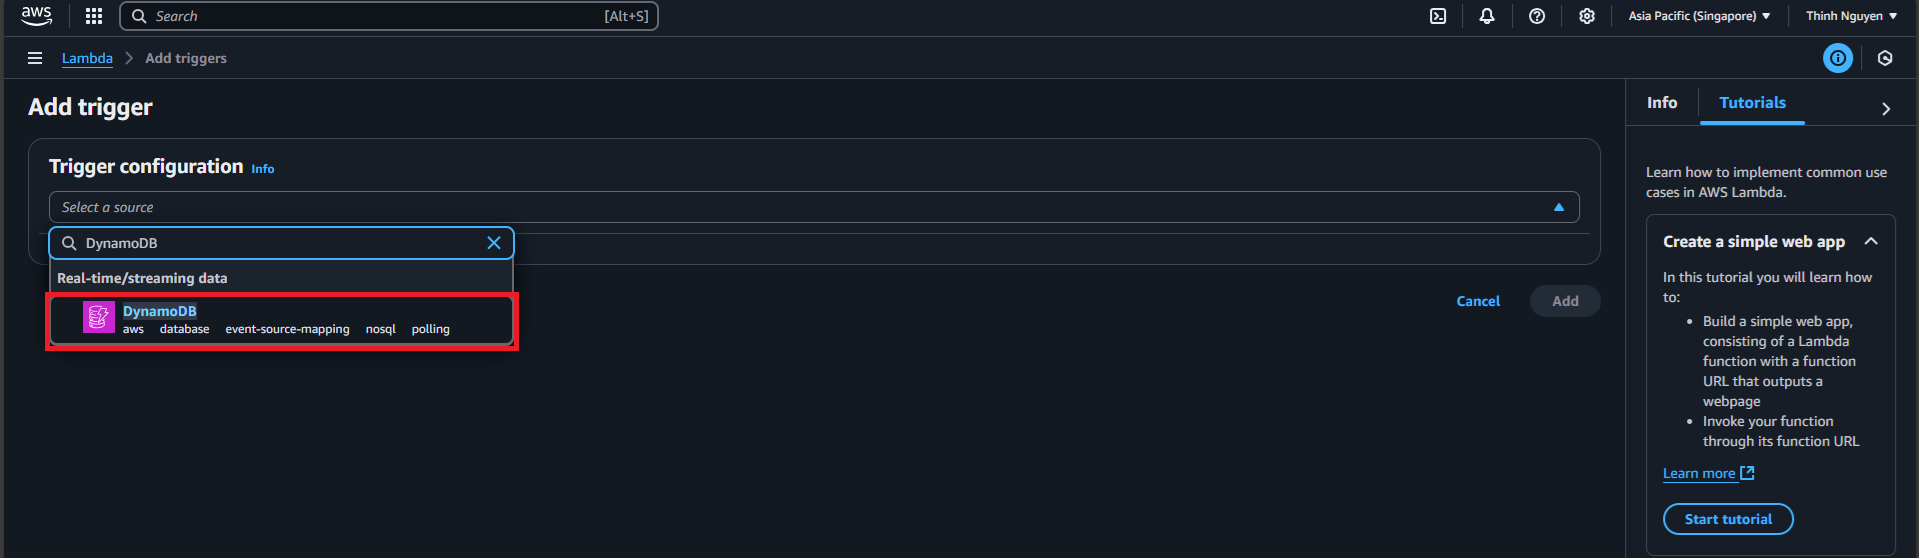 aws
Search
[Alt+S]
Asia Pacific (Singapore)
Thinh Nguyen
Lambda
Add triggers
Add trigger
Trigger configuration Info
Select a source
DynamoDB
Real-time/streaming data
DynamoDB
aws database event-source-mapping nosql polling
Cancel
Add
Info
Tutorials
Learn how to implement common use
cases in AWS Lambda.
Create a simple web app
In this tutorial you will learn how
to:
• Build a simple web app,
consisting of a Lambda
function with a function
URL that outputs a
webpage
• Invoke your function
through its function URL
Learn more
Start tutorial